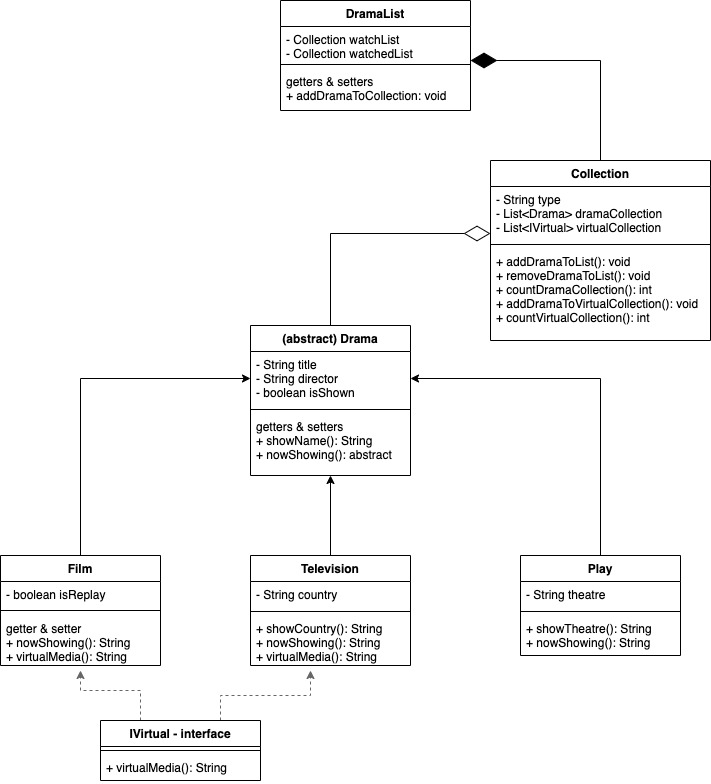 DramaList
- Collection watchList
- Collection watchedList
getters & setters
+ addDramaToCollection: void
Collection
- String type
- List<Drama> dramaCollection
- List<IVirtual> virtualCollection
+ addDramaToList(): void
+ removeDramaToList(): void
+ countDramaCollection(): int
+ addDramaToVirtualCollection(): void
+ countVirtualCollection(): int
(abstract) Drama
- String title
- String director
- boolean isShown
getters & setters
+ showName(): String
+ nowShowing(): abstract
Film
- boolean isReplay
getter & setter
+ nowShowing(): String
+ virtualMedia(): String
Television
- String country
+ showCountry(): String
+ nowShowing(): String
+ virtualMedia(): String
Play
- String theatre
+ showTheatre(): String
+ nowShowing(): String
IVirtual - interface
+ virtualMedia(): String